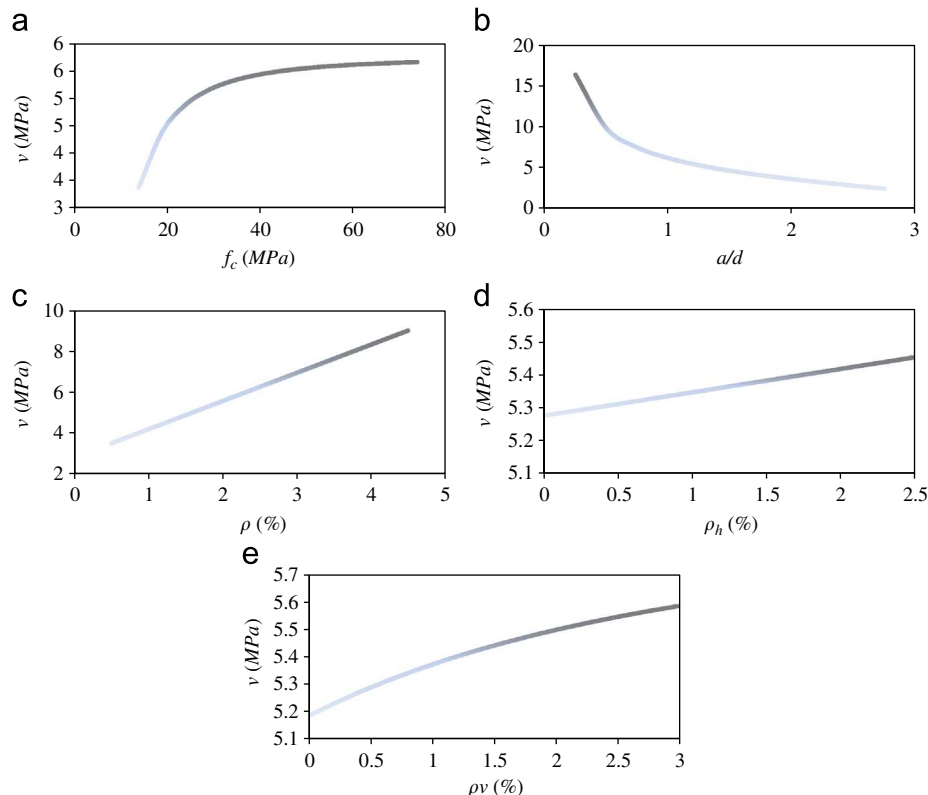 a
6
6
5
5
4
4
3
0 20 40 60 80
v (MPa)
f_c (MPa)
b
20
15
10
5
0
0 1 2 3
v (MPa)
a/d
c
10
8
6
4
2
0 1 2 3 4 5
v (MPa)
ρ (%)
d
5.6
5.5
5.4
5.3
5.2
5.1
0 0.5 1 1.5 2 2.5
v (MPa)
ρ_h (%)
e
5.7
5.6
5.5
5.4
5.3
5.2
5.1
0 0.5 1 1.5 2 2.5 3
v (MPa)
ρv (%)